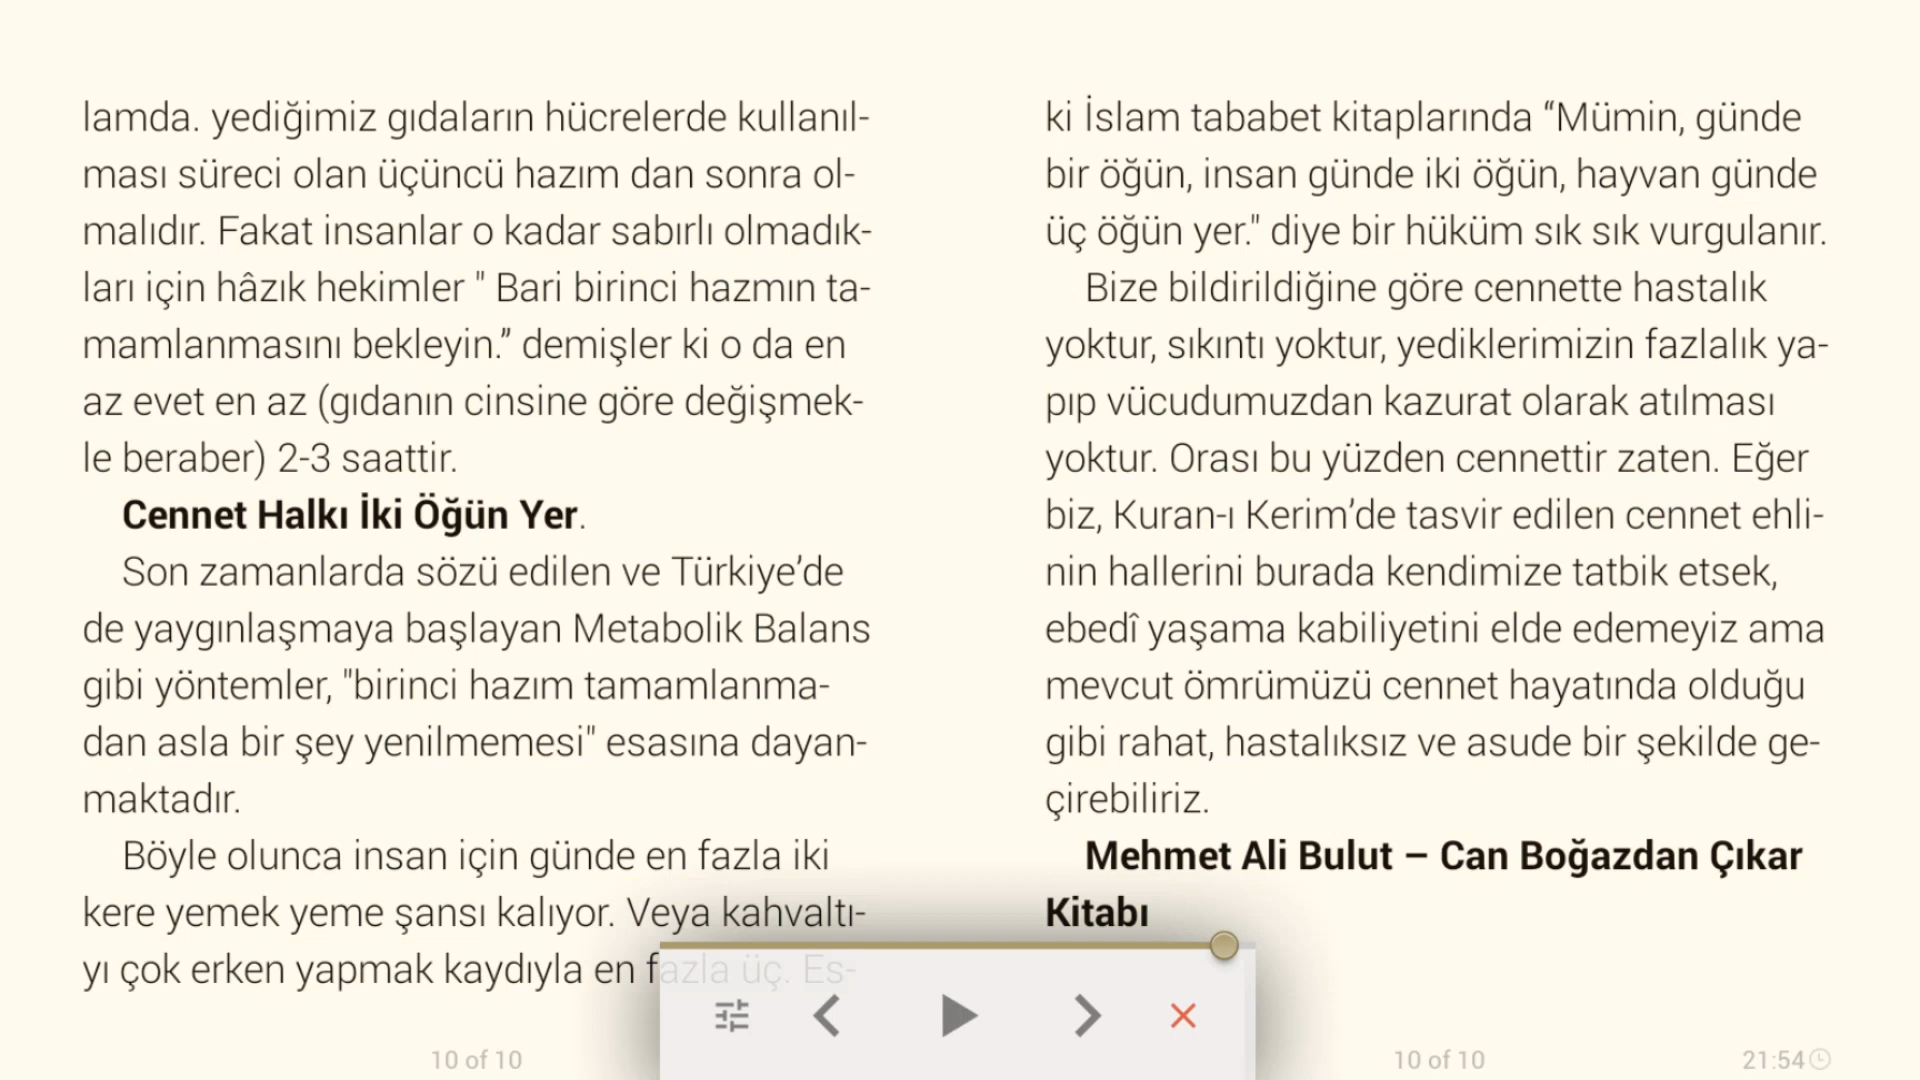 lamda. yediğimiz gıdaların hücrelerde kullanıl-
ması süreci olan üçüncü hazım dan sonra ol-
malıdır. Fakat insanlar o kadar sabırlı olmadık-
ları için hâzık hekimler " Bari birinci hazmın ta-
mamlanmasını bekleyin.” demişler ki o da en
az evet en az (gıdanın cinsine göre değişmek-
le beraber) 2-3 saattir.
Cennet Halkı İki Öğün Yer.
Son zamanlarda sözü edilen ve Türkiye’de
de yaygınlaşmaya başlayan Metabolik Balans
gibi yöntemler, "birinci hazım tamamlanma-
dan asla bir şey yenilmemesi" esasına dayan-
maktadır.
Böyle olunca insan için günde en fazla iki
kere yemek yeme şansı kalıyor. Veya kahvaltı-
yı çok erken yapmak kaydıyla en fazla üç. Es-
10 of 10
ki İslam tababet kitaplarında “Mümin, günde
bir öğün, insan günde iki öğün, hayvan günde
üç öğün yer." diye bir hüküm sık sık vurgulanır.
Bize bildirildiğine göre cennette hastalık
yoktur, sıkıntı yoktur, yediklerimizin fazlalık ya-
pıp vücudumuzdan kazurat olarak atılması
yoktur. Orası bu yüzden cennettir zaten. Eğer
biz, Kuran-ı Kerim’de tasvir edilen cennet ehli-
nin hallerini burada kendimize tatbik etsek,
ebedî yaşama kabiliyetini elde edemeyiz ama
mevcut ömrümüzü cennet hayatında olduğu
gibi rahat, hastalıksız ve asude bir şekilde ge-
çirebiliriz.
Mehmet Ali Bulut – Can Boğazdan Çıkar
Kitabı
10 of 10
21:54